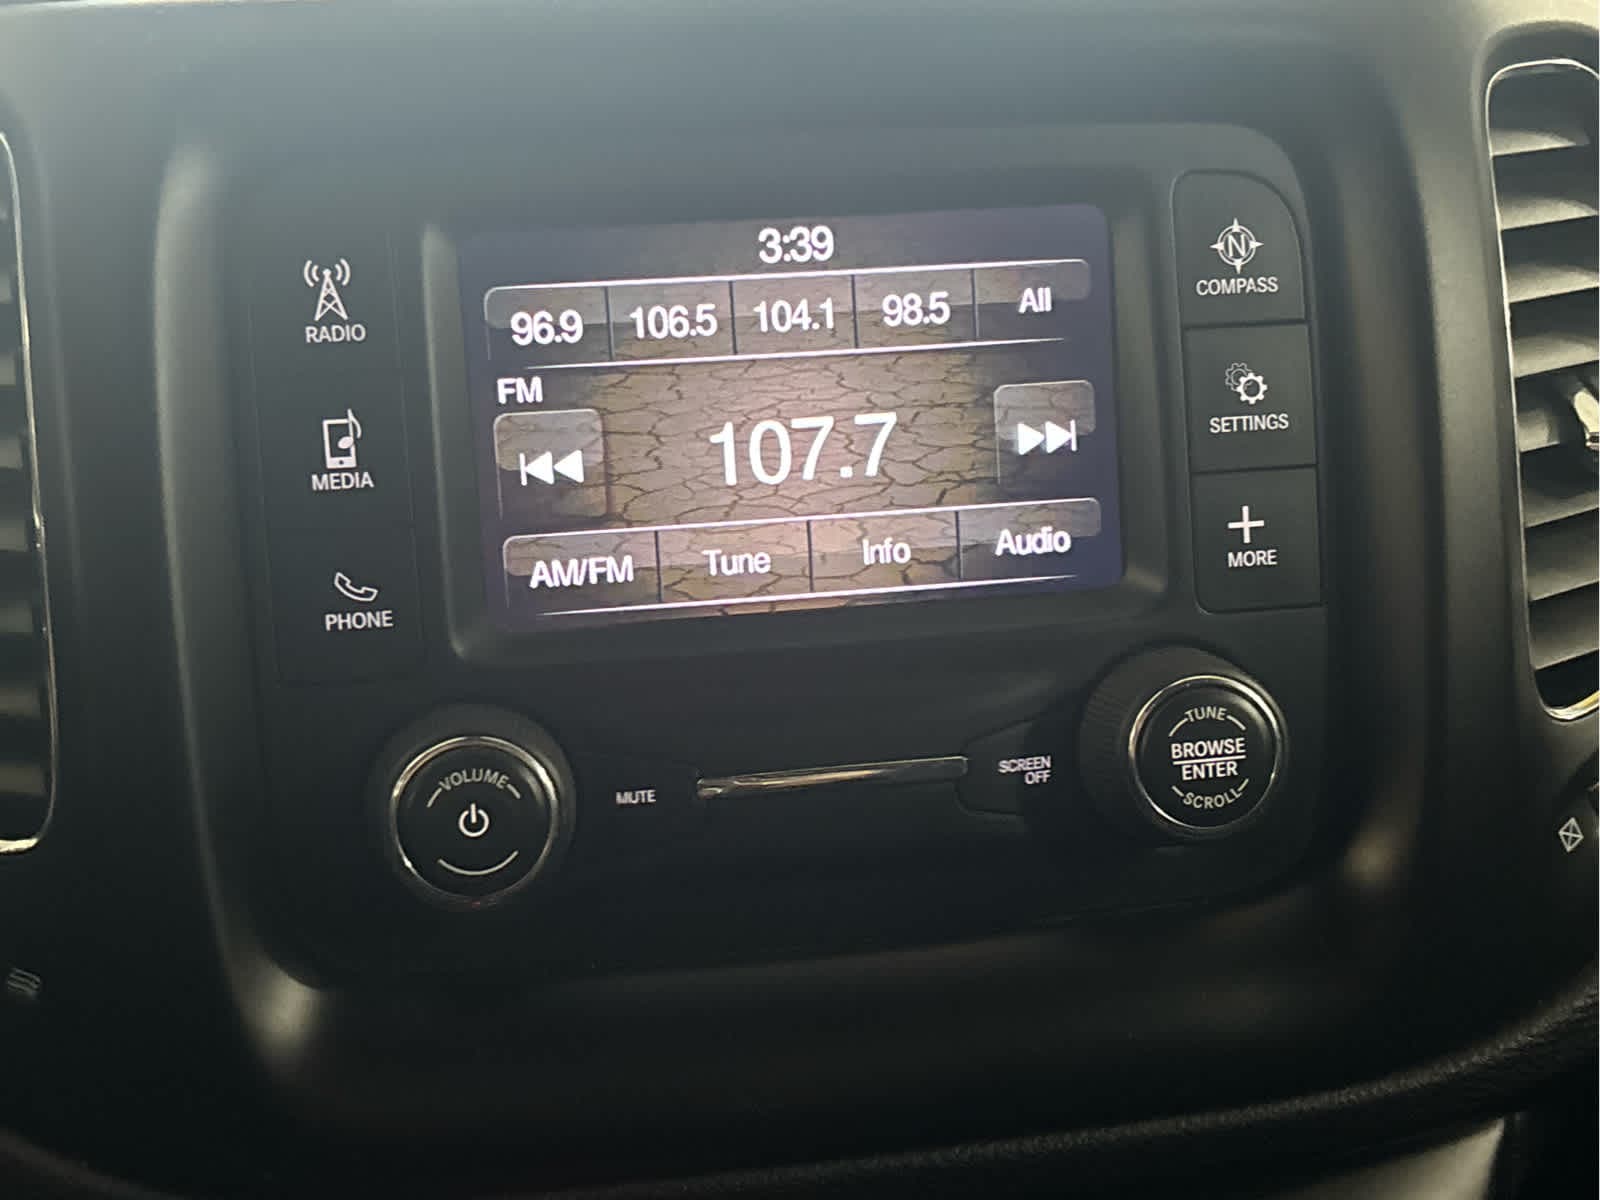 3:39
96.9 106.5 104.1 98.5 All
FM
107.7
AM/FM Tune Info Audio
RADIO
MEDIA
PHONE
N
COMPASS
SETTINGS
MORE
VOLUME
MUTE
SCREEN
OFF
TUNE
BROWSE
ENTER
SCROLL